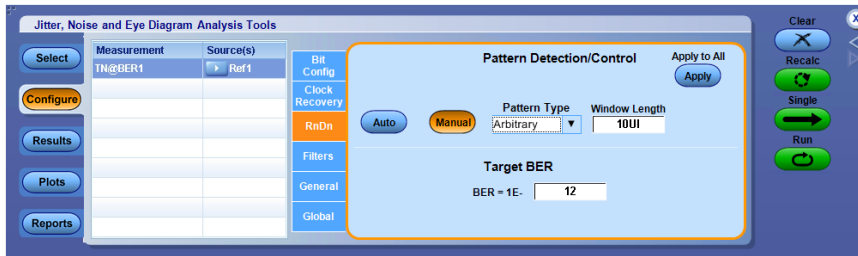 Jitter, Noise and Eye Diagram Analysis Tools
Clear
X
Select
Measurement Source(s)
TN@BER1 Ref1
Bit Config
Pattern Detection/Control
Apply to All
Apply
Recalc
Configure
Clock Recovery
Single
Pattern Type Window Length
RnDn
Auto Manual Arbitrary 10UI
Results
Run
Filters
Target BER
Plots
General
BER = 1E- 12
Reports
Global